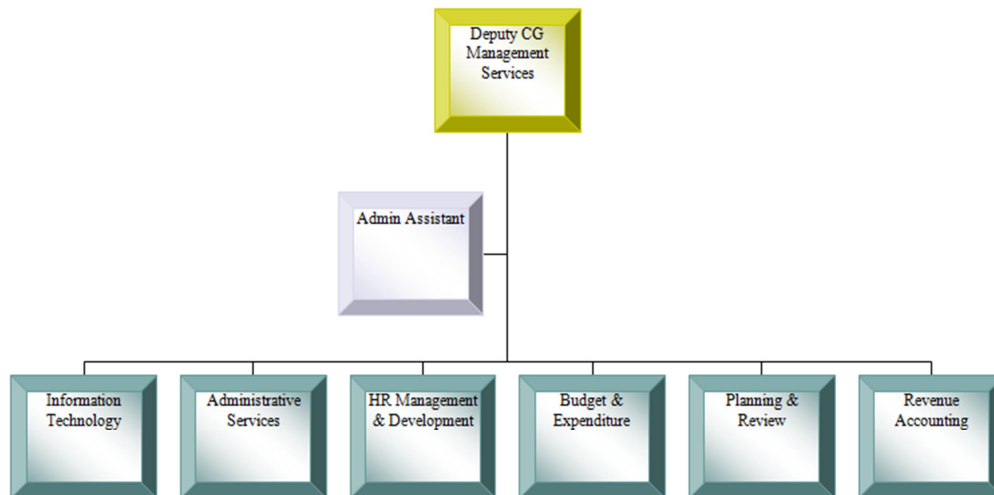 Deputy CG
Management
Services
Admin Assistant
Information
Technology
Administrative
Services
HR Management
& Development
Budget &
Expenditure
Planning &
Review
Revenue
Accounting